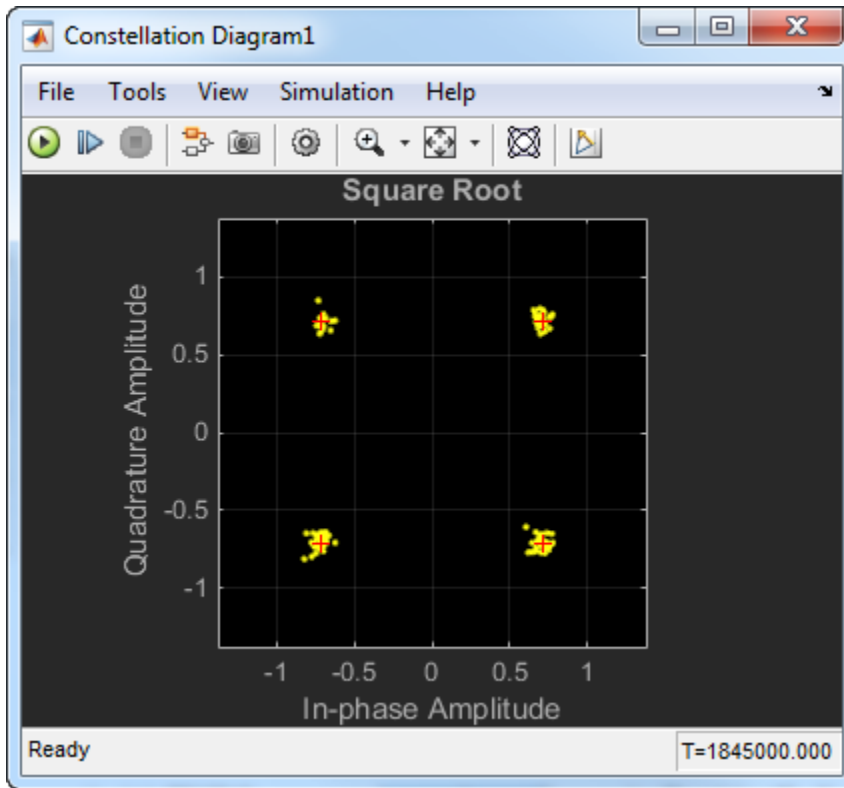 Constellation Diagram1
File Tools View Simulation Help
Square Root
Quadrature Amplitude
1
0.5
0
-0.5
-1
-1 -0.5 0 0.5 1
In-phase Amplitude
Ready T=1845000.000